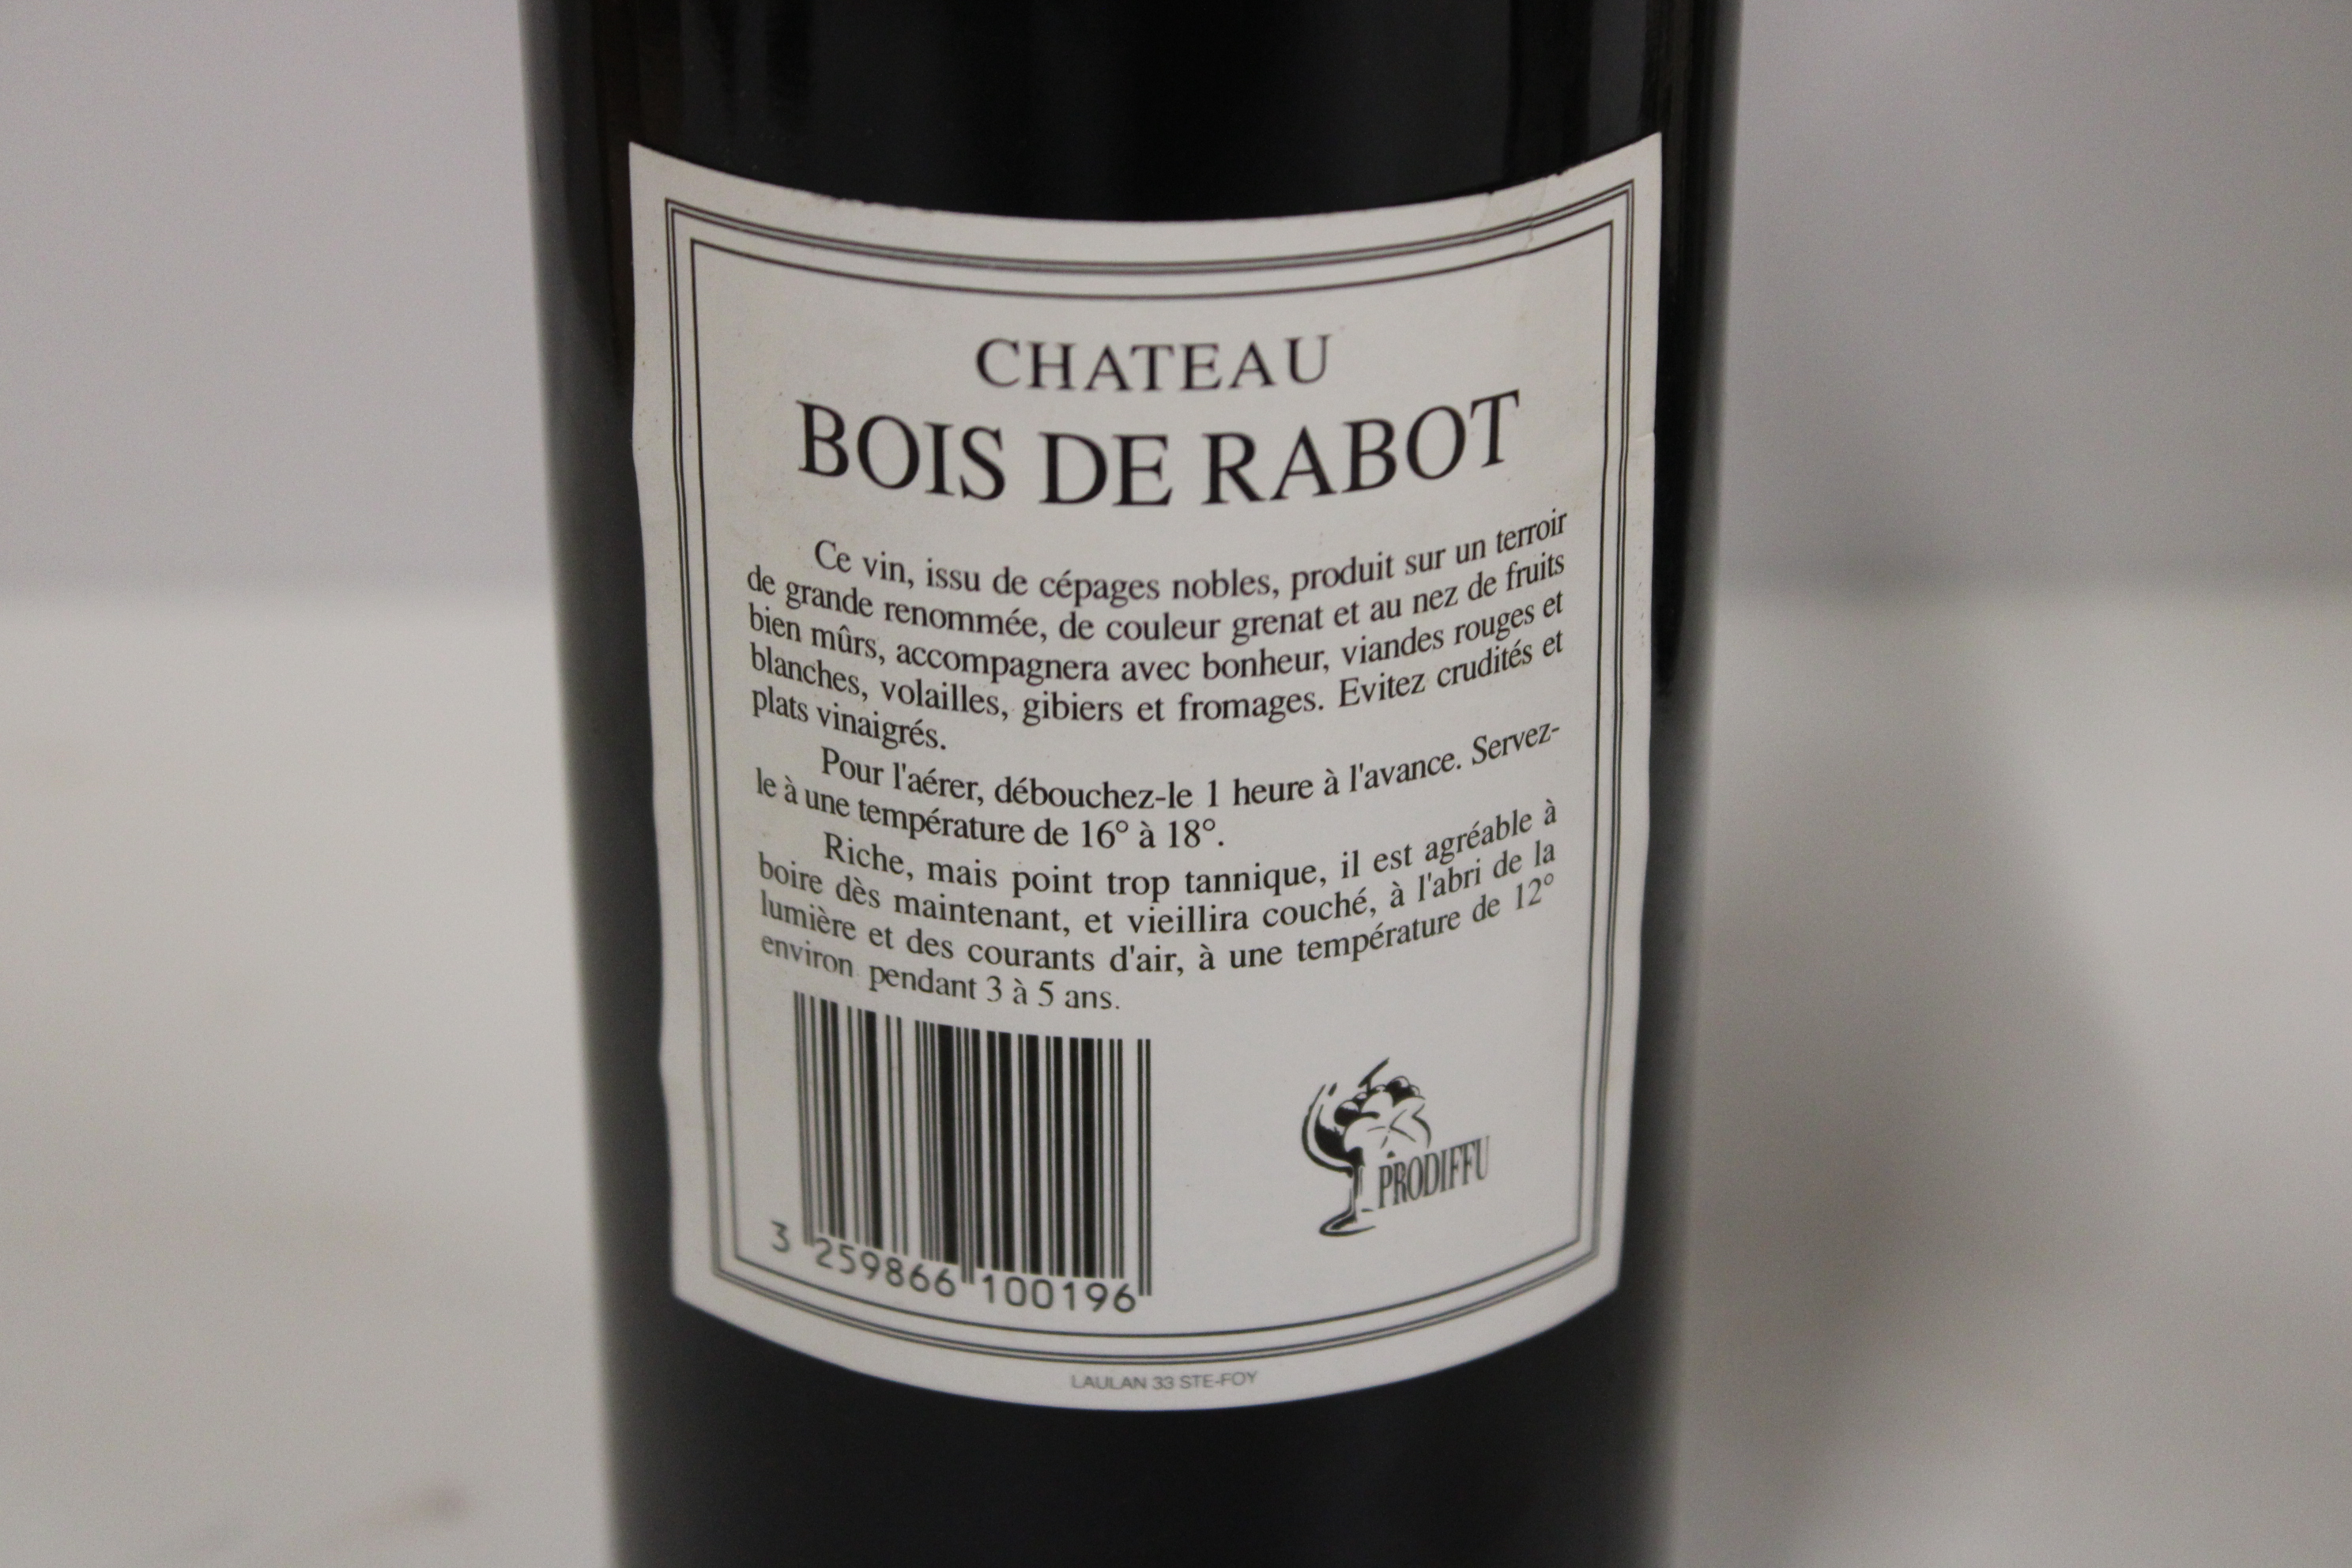 CHATEAU
BOIS DE RABOT
Ce vin, issu de cépages nobles, produit sur un terroir
de grande renommée, de couleur grenat et au nez de fruits
bien mûrs, accompagnera avec bonheur, viandes rouges et
blanches, volailles, gibiers et fromages. Evitez crudités et
plats vinaigrés.
Pour l'aérer, débouchez-le 1 heure à l'avance. Servez-
le à une température de 16° à 18°.
Riche, mais point trop tannique, il est agréable à
boire dès maintenant, et vieillira couché, à l'abri de la
lumière et des courants d'air, à une température de 12°
environ pendant 3 à 5 ans.
PRODIFFU
3 259866 100196
LAULAN 33 STE-FOY